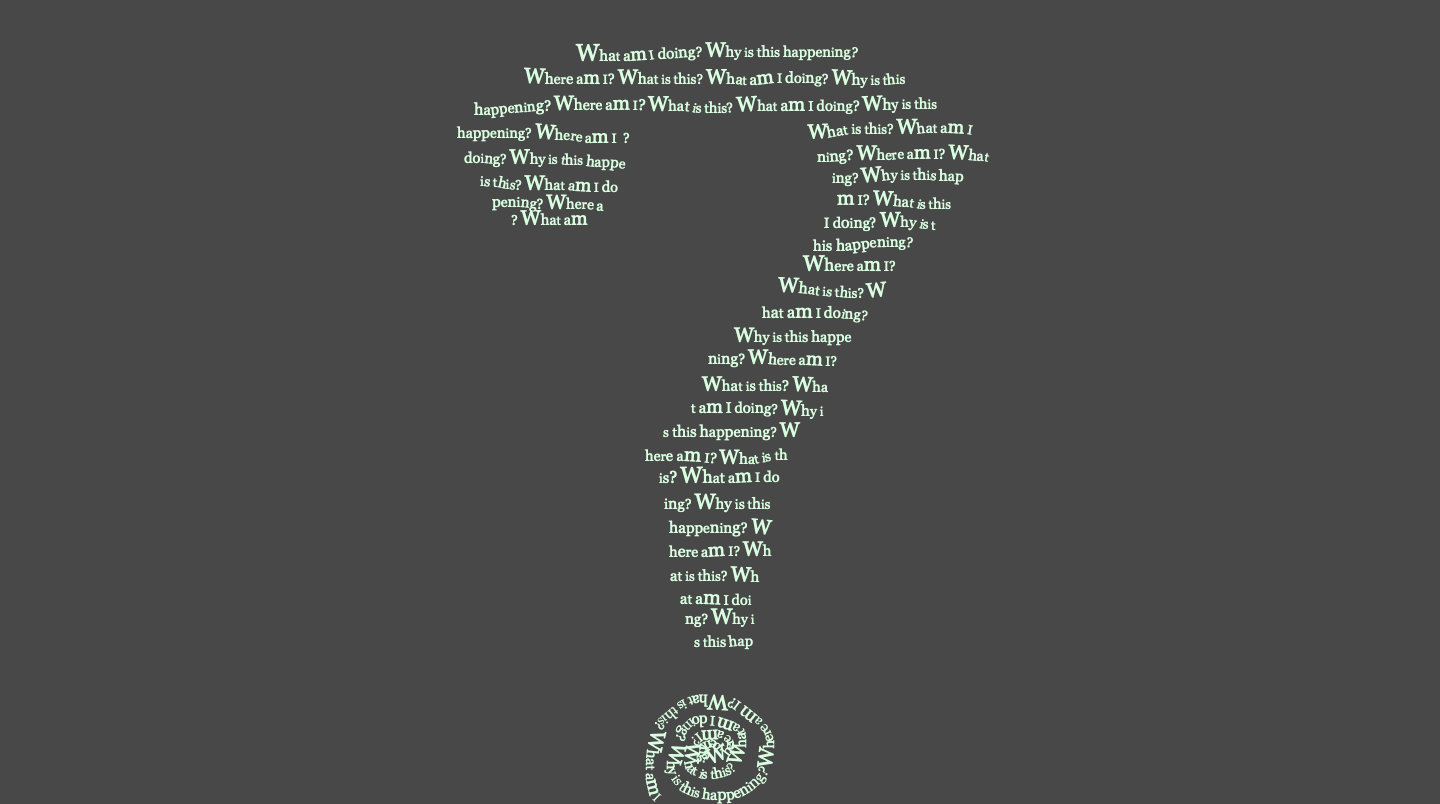 What am I doing? Why is this happening?
Where am I? What is this? What am I doing? Why is this
happening? Where am I? What is this? What am I doing? Why is this
happening? Where am I ?
What is this? What am I
doing? Why is this happe
ning? Where am I? What
is this? What am I do
ing? Why is this hap
pening? Where a
m I? What is this
? What am
I doing? Why is t
his happening?
Where am I?
What is this? W
hat am I doing?
Why is this happe
ning? Where am I?
What is this? Wha
t am I doing? Why i
s this happening? W
here am I? What is th
is? What am I do
ing? Why is this
happening? W
here am I? Wh
at is this? Wh
at am I doi
ng? Why i
s this hap
What is this? What am I doing? Why is this happening? Where am I? What is this? What am I